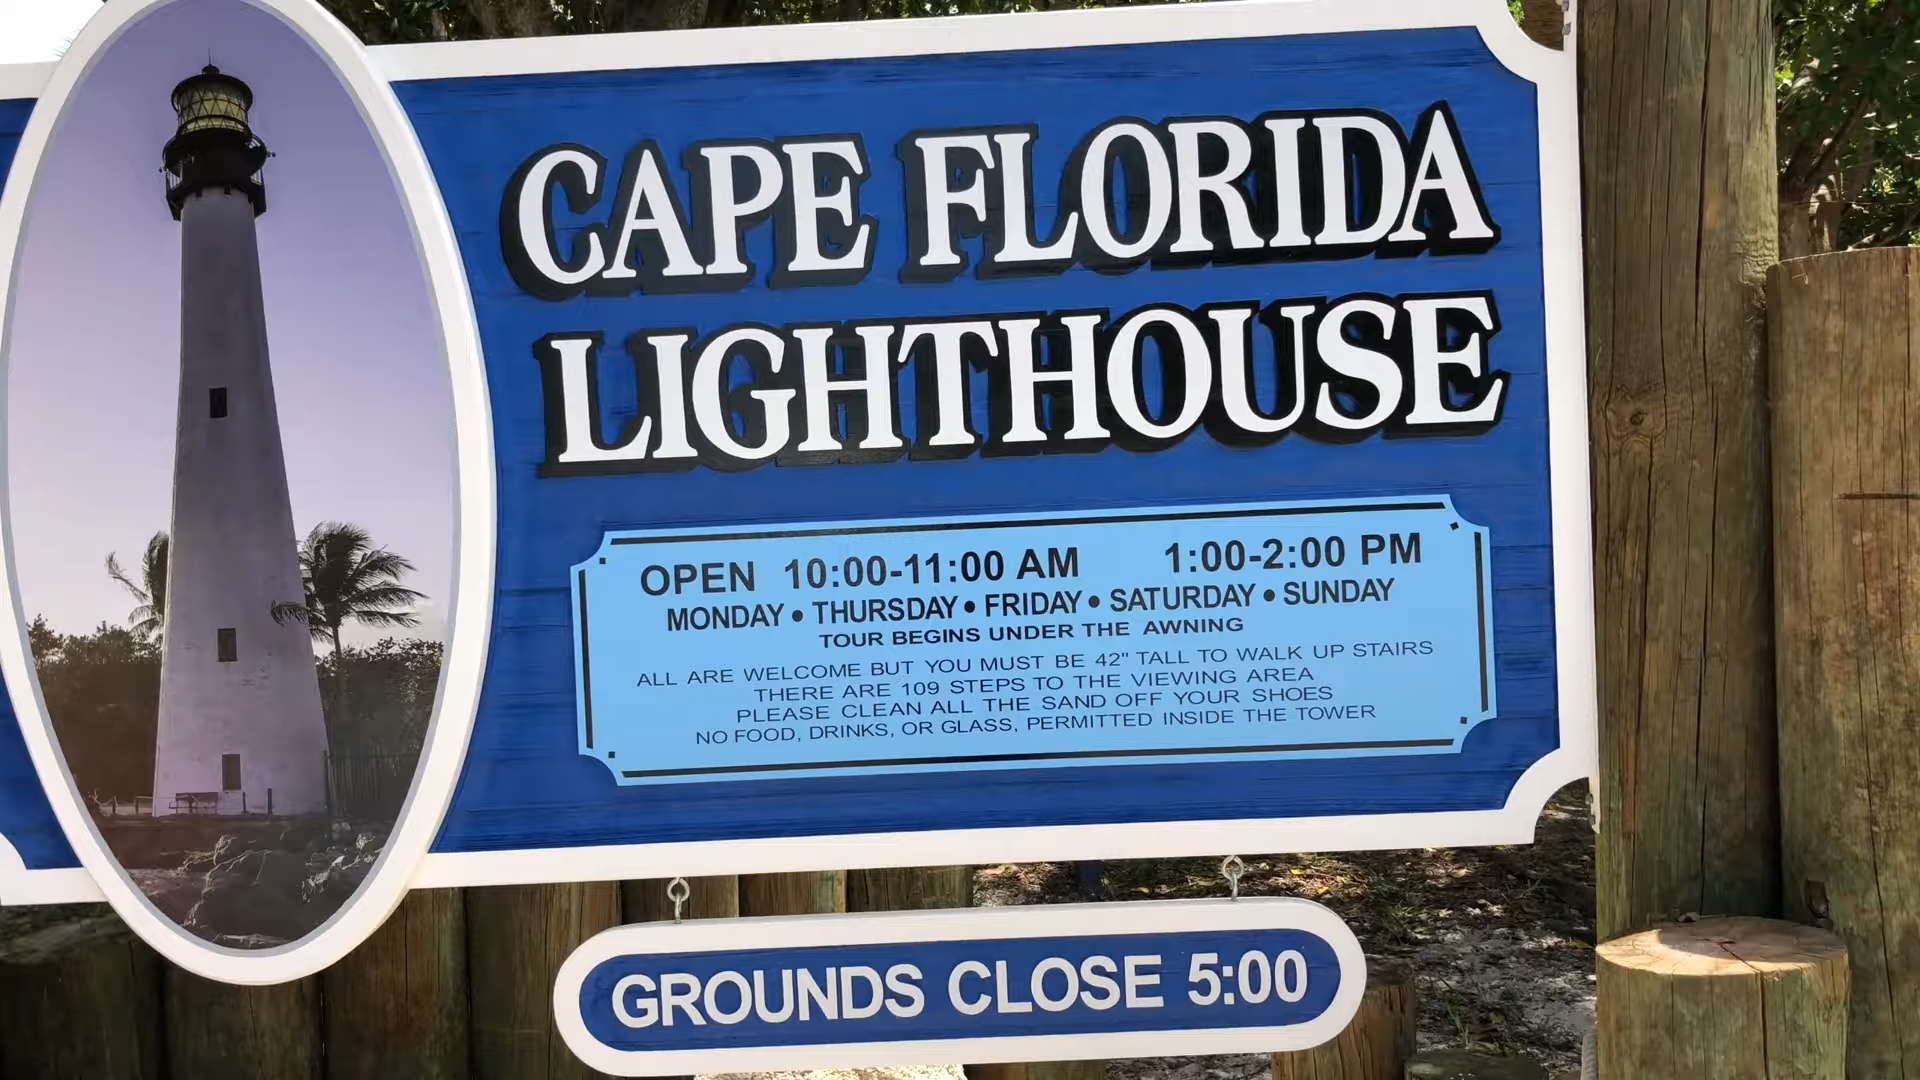 CAPE FLORIDA
LIGHTHOUSE
OPEN 10:00-11:00 AM 1:00-2:00 PM
MONDAY • THURSDAY • FRIDAY • SATURDAY • SUNDAY
TOUR BEGINS UNDER THE AWNING
ALL ARE WELCOME BUT YOU MUST BE 42" TALL TO WALK UP STAIRS
THERE ARE 109 STEPS TO THE VIEWING AREA
PLEASE CLEAN ALL THE SAND OFF YOUR SHOES
NO FOOD, DRINKS, OR GLASS, PERMITTED INSIDE THE TOWER
GROUNDS CLOSE 5:00